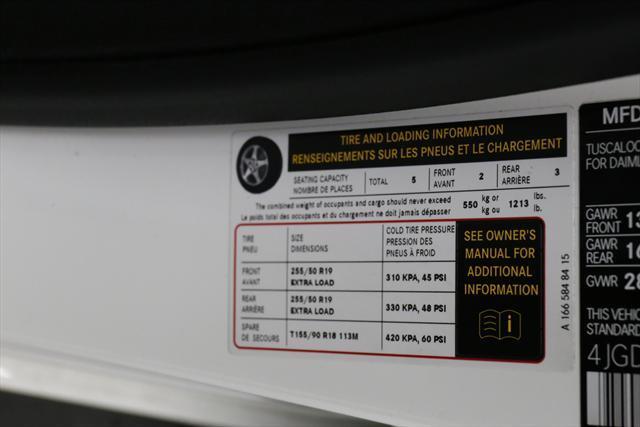 TIRE AND LOADING INFORMATION
RENSEIGNEMENTS SUR LES PNEUS ET LE CHARGEMENT
SEATING CAPACITY TOTAL 5 FRONT 2 REAR 3
NOMBRE DE PLACES AVANT ARRIÈRE
The combined weight of occupants and cargo should never exceed 550 kg or 1213 lbs.
Le poids total des occupants et du chargement ne doit jamais dépasser kg ou lb.
TIRE SIZE COLD TIRE PRESSURE
PNEU DIMENSIONS PRESSION DES
PNEUS À FROID
FRONT 255/50 R19 310 KPA, 45 PSI
AVANT EXTRA LOAD
REAR 255/50 R19 330 KPA, 48 PSI
ARRIÈRE EXTRA LOAD
SPARE T155/90 R18 113M 420 KPA, 60 PSI
DE SECOURS
SEE OWNER'S
MANUAL FOR
ADDITIONAL
INFORMATION
A 166 584 84 15
MFD
TUSCALOO
FOR DAIML
GAWR
FRONT 13
GAWR
REAR 16
GVWR 28
THIS VEHIC
STANDARD
4JGD